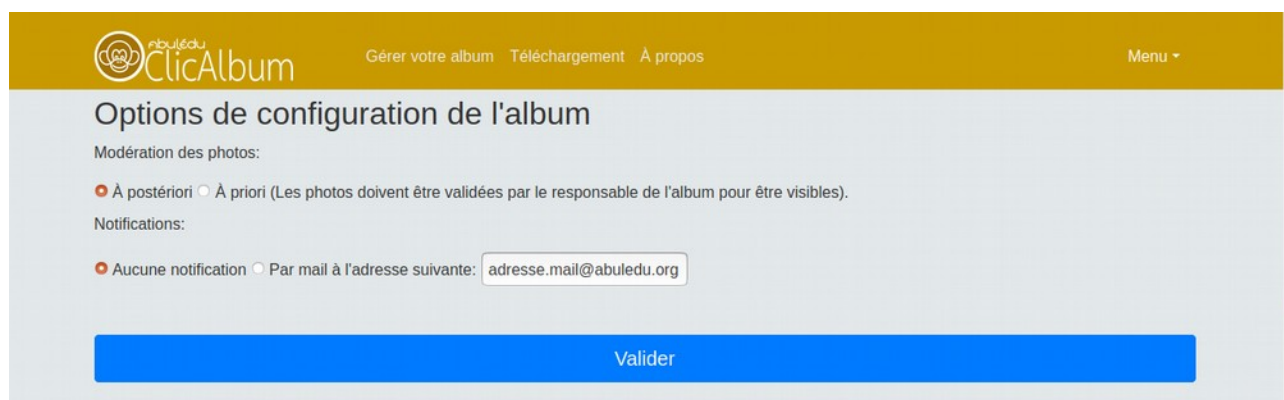 abulédu
ClicAlbum
Gérer votre album Téléchargement À propos Menu
Options de configuration de l'album
Modération des photos:
À postériori À priori (Les photos doivent être validées par le responsable de l'album pour être visibles).
Notifications:
Aucune notification Par mail à l'adresse suivante: adresse.mail@abuledu.org
Valider